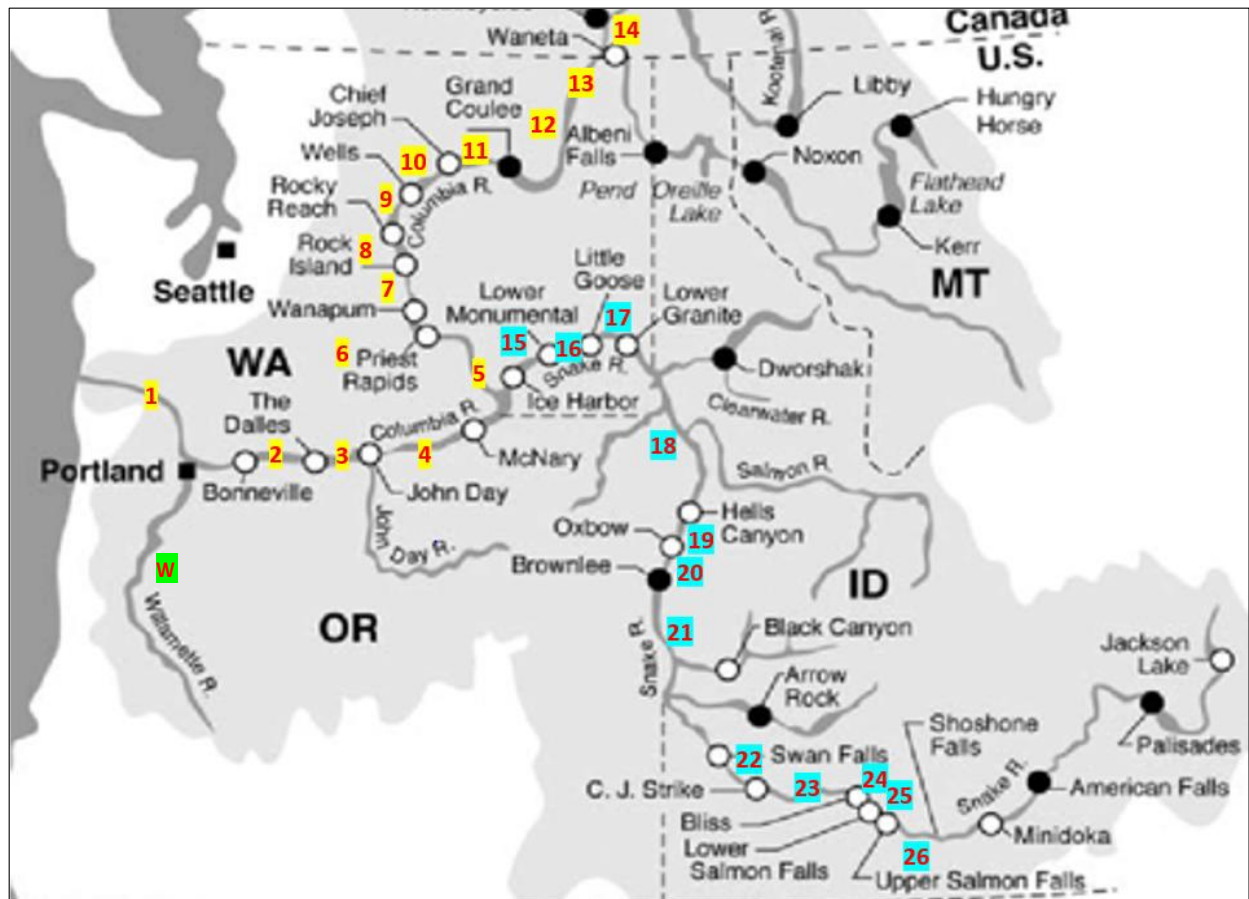 Canada
14
Waneta
U.S.
Kootenai R.
13
Grand
Coulee
Libby
Hungry
Horse
Chief
Joseph
12
Albeni
Falls
11
Wells
10
Noxon
Columbia R.
Pend Oreille
Lake
Flathead
Lake
Rocky
Reach
9
Kerr
Rock
Island
8
Seattle
Little
Goose
MT
7
Wanapum
Lower
Monumental
Lower
Granite
17
15
16
WA
6
Priest
Rapids
5
Snake R.
Dworshak
1
Ice Harbor
Clearwater R.
The
Dalles
Columbia R.
2
3
4
18
McNary
Salmon R.
Portland
Bonneville
John Day
Hells
Canyon
Oxbow
19
John
Day R.
Brownlee
20
W
Willamette R.
ID
OR
21
Black Canyon
Snake R.
Jackson
Lake
Arrow
Rock
Shoshone
Falls
22
Swan Falls
Palisades
C. J. Strike
23
24
25
Snake R.
American Falls
Bliss
Lower
Salmon Falls
Minidoka
26
Upper Salmon Falls